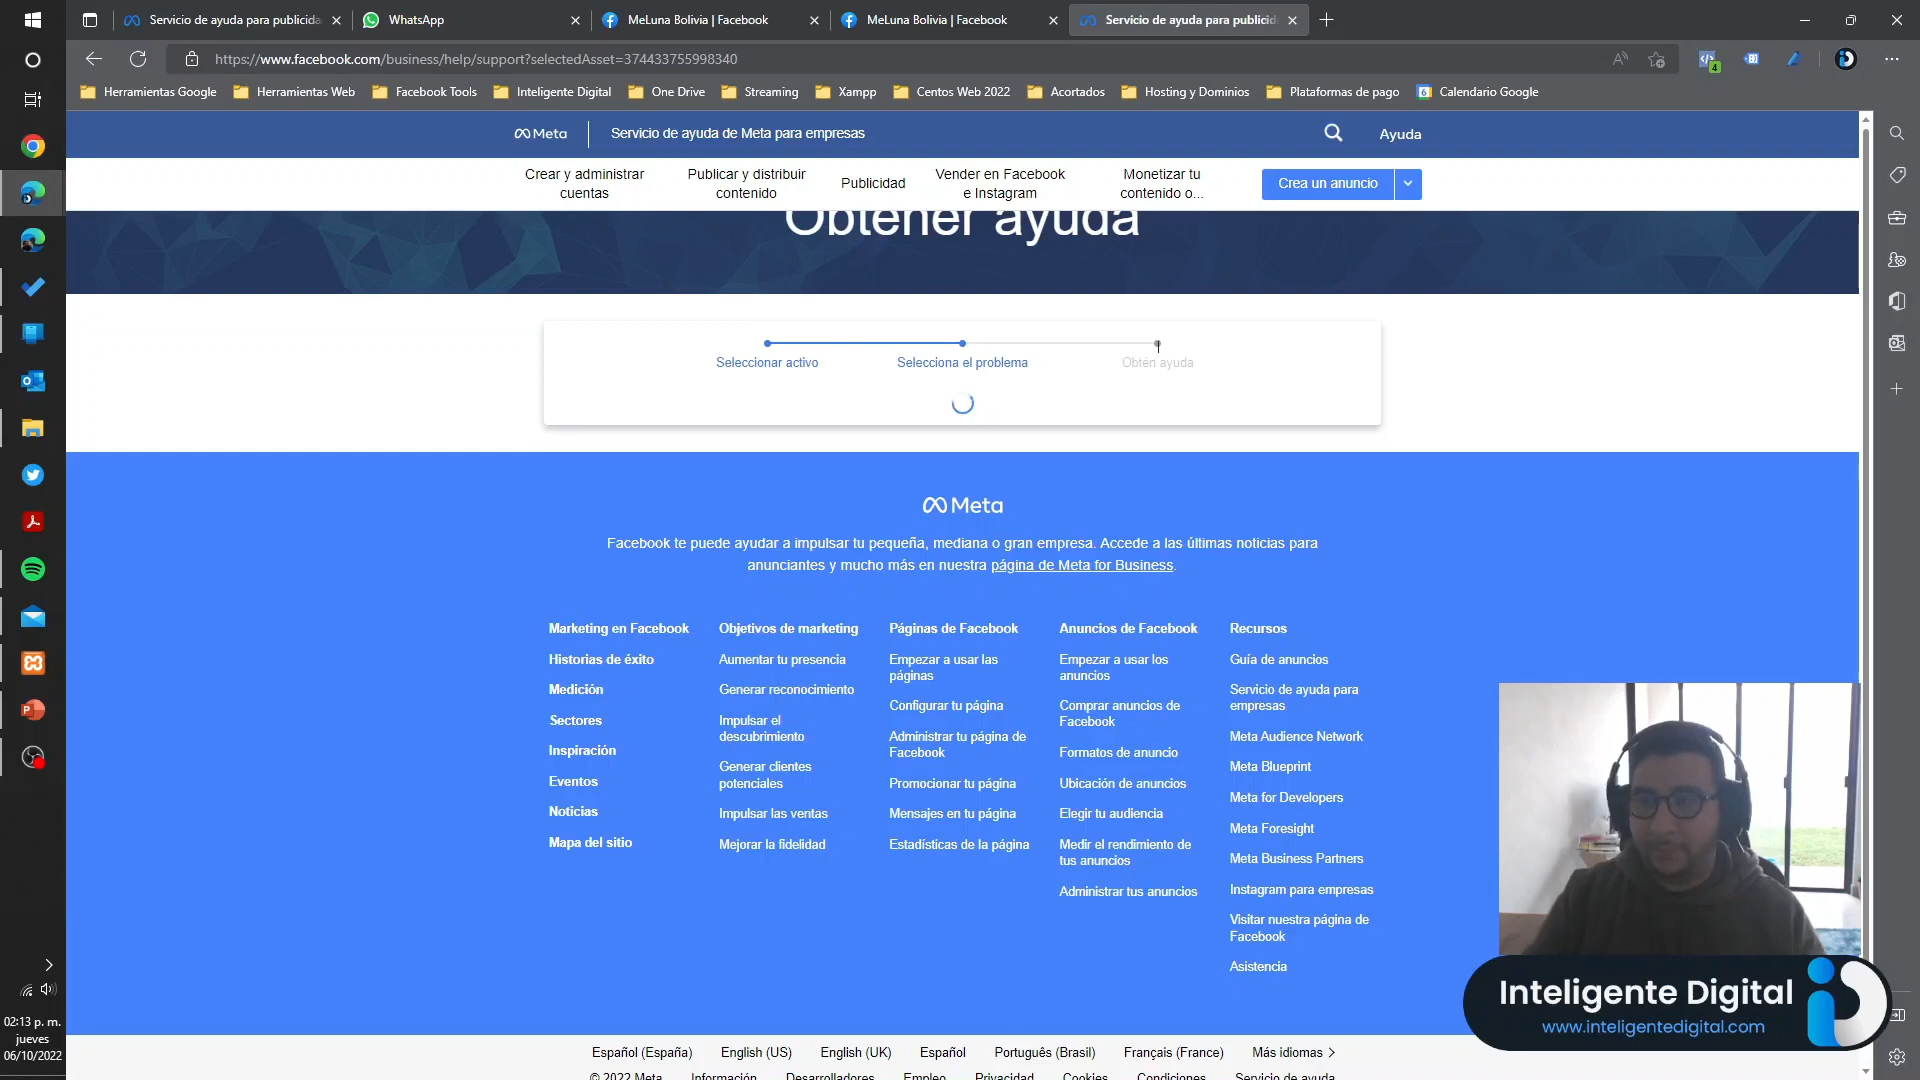 Servicio de ayuda para publicida
WhatsApp
MeLuna Bolivia | Facebook
MeLuna Bolivia | Facebook
Servicio de ayuda para publicid
https://www.facebook.com/business/help/support?selectedAsset=374433755998340
4
Herramientas Google
Herramientas Web
Facebook Tools
Inteligente Digital
One Drive
Streaming
Xampp
Centos Web 2022
Acortados
Hosting y Dominios
Plataformas de pago
6
Calendario Google
Meta
Servicio de ayuda de Meta para empresas
Ayuda
Crear y administrar
cuentas
Publicar y distribuir
contenido
Publicidad
Vender en Facebook
e Instagram
Monetizar tu
contenido o...
Crea un anuncio
Obtener ayuda
Seleccionar activo
Selecciona el problema
Obtén ayuda
Meta
Facebook te puede ayudar a impulsar tu pequeña, mediana o gran empresa. Accede a las últimas noticias para
anunciantes y mucho más en nuestra página de Meta for Business.
Marketing en Facebook
Historias de éxito
Medición
Sectores
Inspiración
Eventos
Noticias
Mapa del sitio
Objetivos de marketing
Aumentar tu presencia
Generar reconocimiento
Impulsar el
descubrimiento
Generar clientes
potenciales
Impulsar las ventas
Mejorar la fidelidad
Páginas de Facebook
Empezar a usar las
páginas
Configurar tu página
Administrar tu página de
Facebook
Promocionar tu página
Mensajes en tu página
Estadísticas de la página
Anuncios de Facebook
Empezar a usar los
anuncios
Comprar anuncios de
Facebook
Formatos de anuncio
Ubicación de anuncios
Elegir tu audiencia
Medir el rendimiento de
tus anuncios
Administrar tus anuncios
Recursos
Guía de anuncios
Servicio de ayuda para
empresas
Meta Audience Network
Meta Blueprint
Meta for Developers
Meta Foresight
Meta Business Partners
Instagram para empresas
Visitar nuestra página de
Facebook
Asistencia
Inteligente Digital
www.inteligentedigital.com
Español (España)
English (US)
English (UK)
Español
Português (Brasil)
Français (France)
Más idiomas
© 2022 Meta
Información
Desarrolladores
Empleo
Privacidad
Cookies
Condiciones
Servicio de ayuda
02:13 p. m.
jueves
06/10/2022